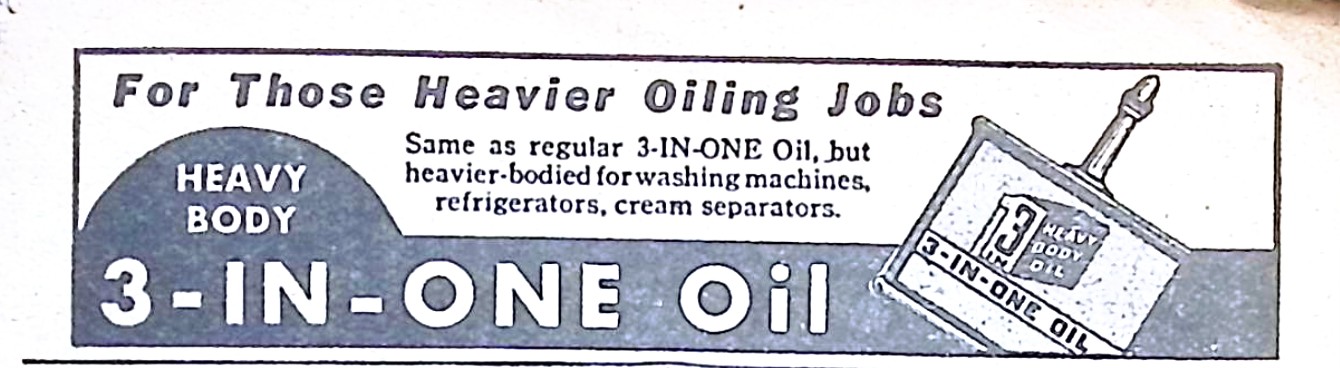 For Those Heavier Oiling Jobs
Same as regular 3-IN-ONE Oil, but
heavier-bodied for washing machines,
refrigerators, cream separators.
HEAVY
BODY
3-IN-ONE Oil
3
IN
1
HEAVY
BODY
OIL
3-IN-ONE OIL